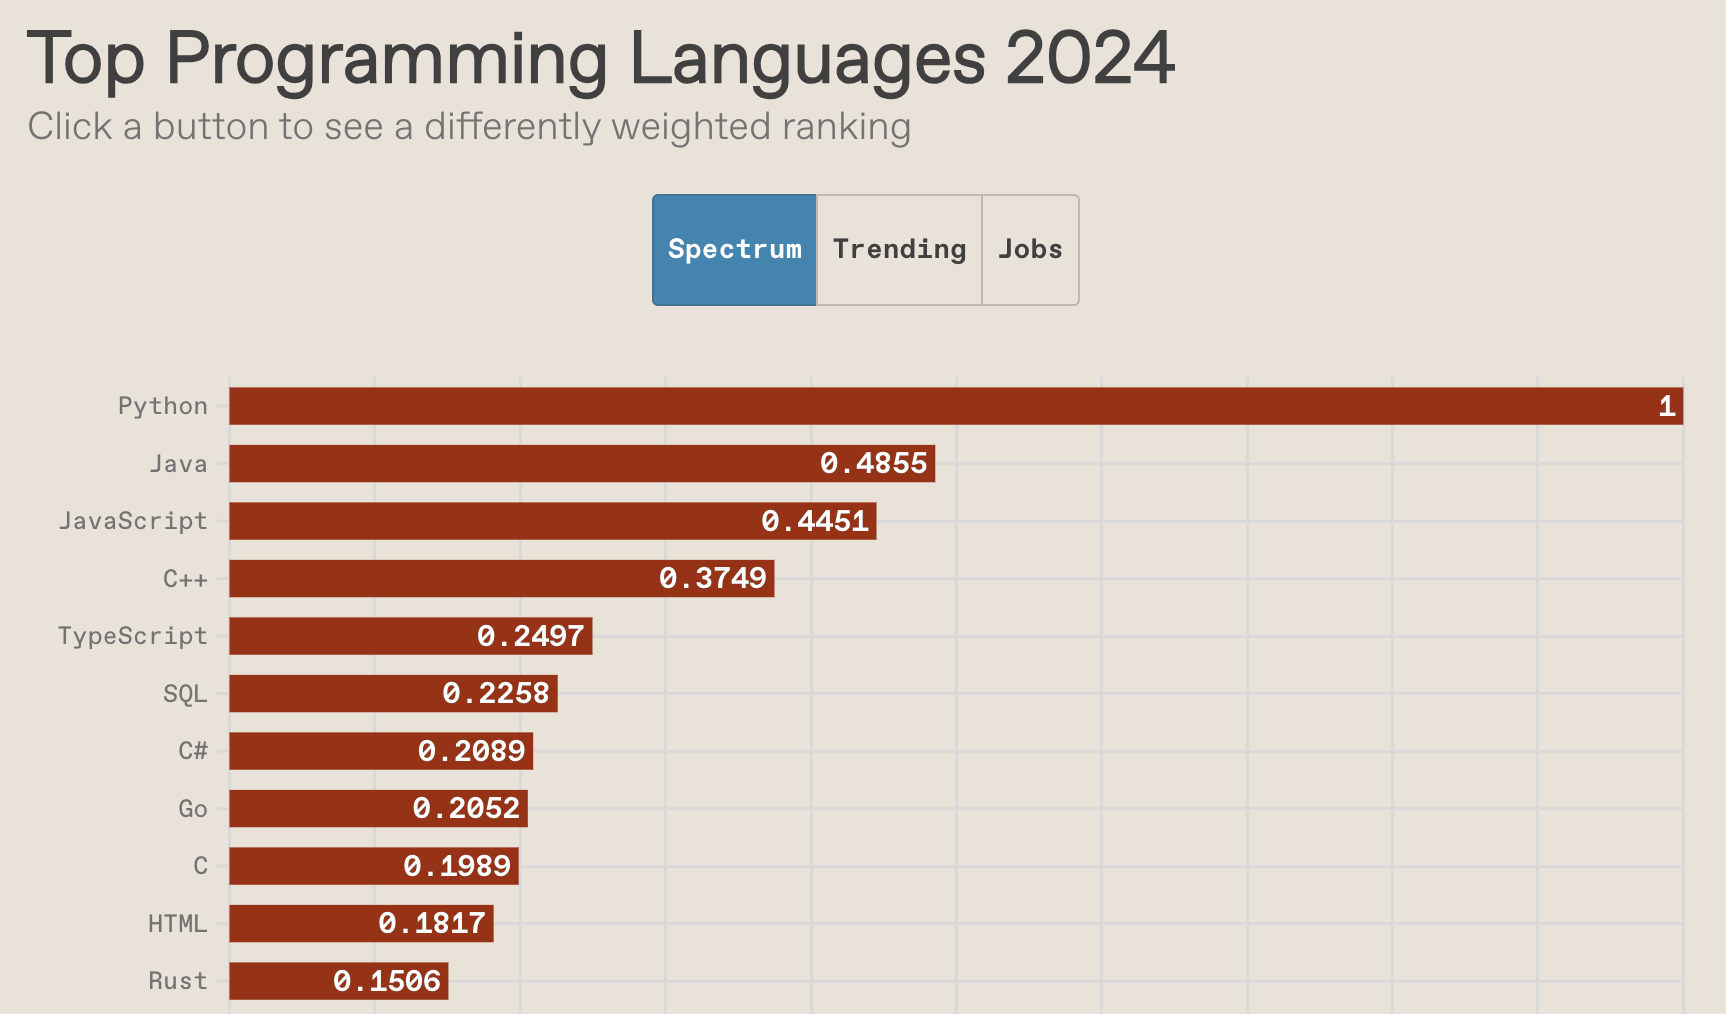 Top Programming Languages 2024
Click a button to see a differently weighted ranking
Spectrum Trending Jobs
Python 1
Java 0.4855
JavaScript 0.4451
C++ 0.3749
TypeScript 0.2497
SQL 0.2258
C# 0.2089
Go 0.2052
C 0.1989
HTML 0.1817
Rust 0.1506